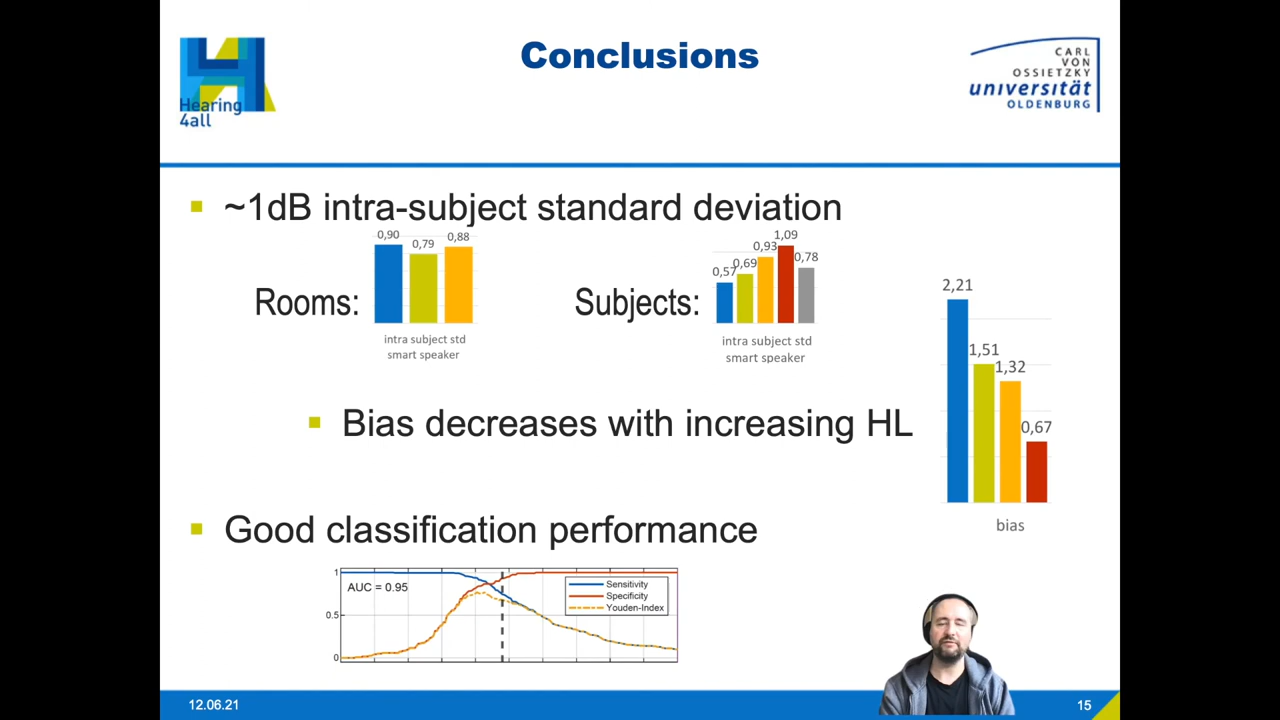 Conclusions
Hearing
4all
CARL
VON
OSSIETZKY
universität
OLDENBURG
~1dB intra-subject standard deviation
Rooms:
0,90
0,79
0,88
intra subject std
smart speaker
Subjects:
0,57
0,69
0,93
1,09
0,78
intra subject std
smart speaker
Bias decreases with increasing HL
2,21
1,51
1,32
0,67
bias
Good classification performance
1
0.5
0
AUC = 0.95
Sensitivity
Specificity
Youden-Index
12.06.21
15